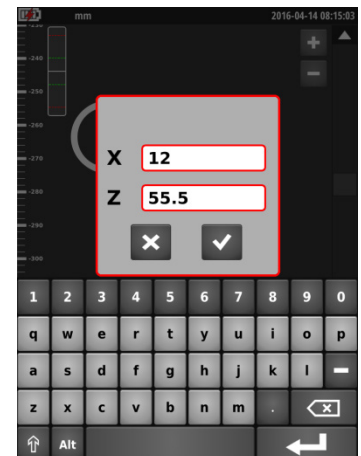 mm 2016-04-14 08:15:03
-240
-250
-260
-270
-280
-290
-300
X 12
Z 55.5
1 2 3 4 5 6 7 8 9 0
q w e r t y u i o p
a s d f g h j k l -
z x c v b n m .
Alt